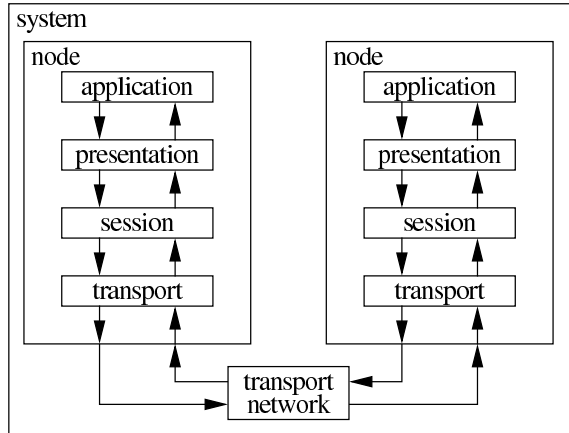 system
node
application
presentation
session
transport
node
application
presentation
session
transport
transport
network